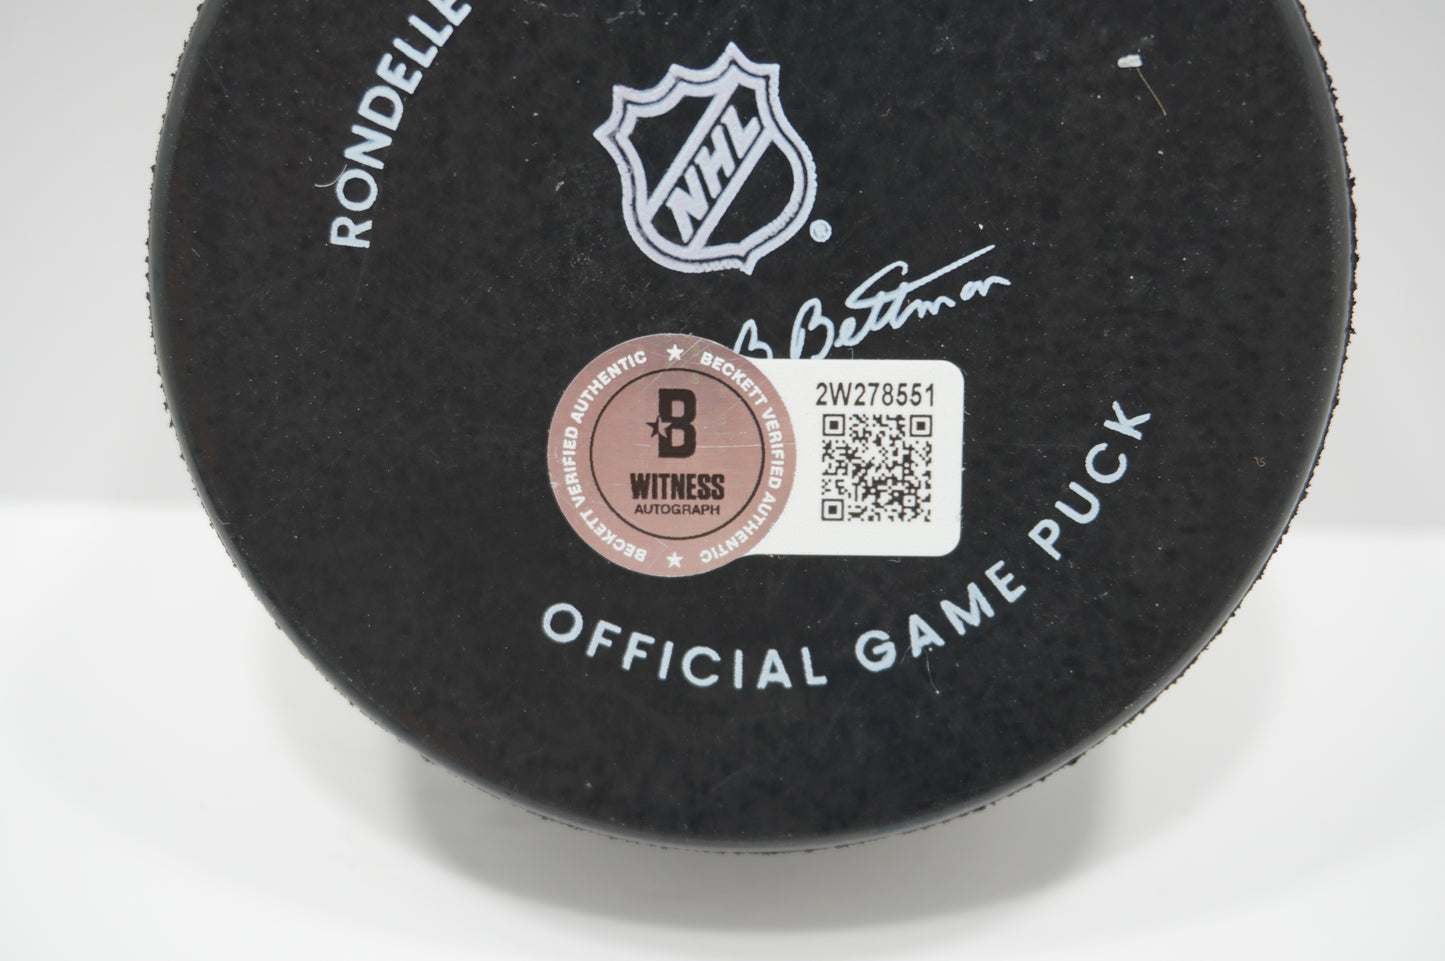 RONDELLE
NHL
®
B Bettman
BECKETT VERIFIED AUTHENTIC ★ BECKETT VERIFIED AUTHENTIC ★
B
WITNESS
AUTOGRAPH
2W278551
OFFICIAL GAME PUCK